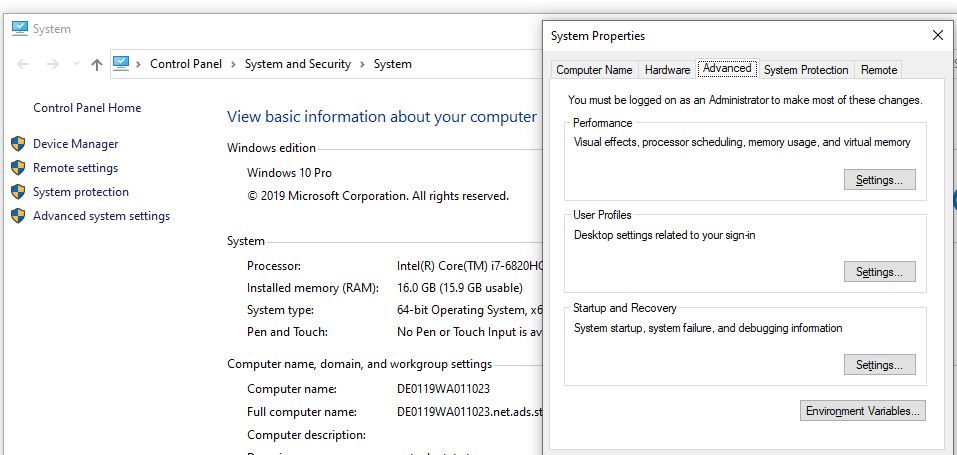 System
Control Panel > System and Security > System
Control Panel Home
Device Manager
Remote settings
System protection
Advanced system settings
View basic information about your computer
Windows edition
Windows 10 Pro
© 2019 Microsoft Corporation. All rights reserved.
System
Processor: Intel(R) Core(TM) i7-6820HQ
Installed memory (RAM): 16.0 GB (15.9 GB usable)
System type: 64-bit Operating System, x6
Pen and Touch: No Pen or Touch Input is av
Computer name, domain, and workgroup settings
Computer name: DE0119WA011023
Full computer name: DE0119WA011023.net.ads.st
Computer description:
System Properties
Computer Name Hardware Advanced System Protection Remote
You must be logged on as an Administrator to make most of these changes.
Performance
Visual effects, processor scheduling, memory usage, and virtual memory
Settings...
User Profiles
Desktop settings related to your sign-in
Settings...
Startup and Recovery
System startup, system failure, and debugging information
Settings...
Environment Variables...